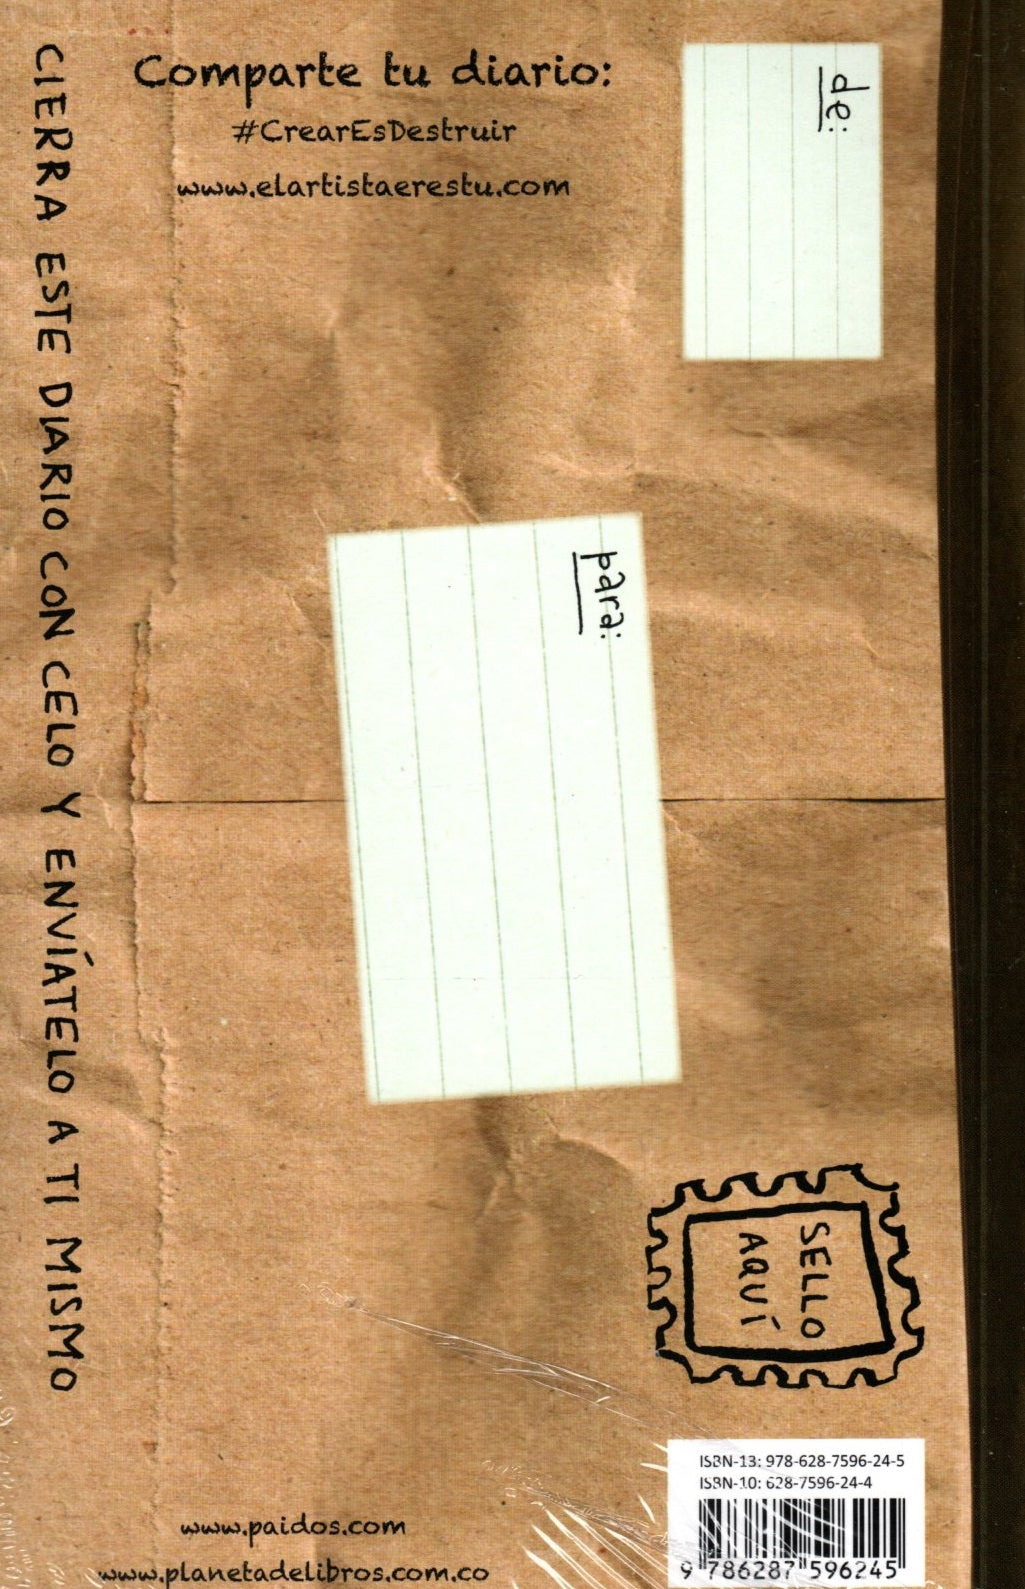 CIERRA ESTE DIARIO CON CELO Y ENVÍATELO A TI MISMO
Comparte tu diario:
#CrearEsDestruir
www.elartistaerestu.com
de:
para:
SELLO
AQUÍ
ISBN-13: 978-628-7596-24-5
ISBN-10: 628-7596-24-4
9 786287 596245
www.paidos.com
www.planetadelibros.com.co